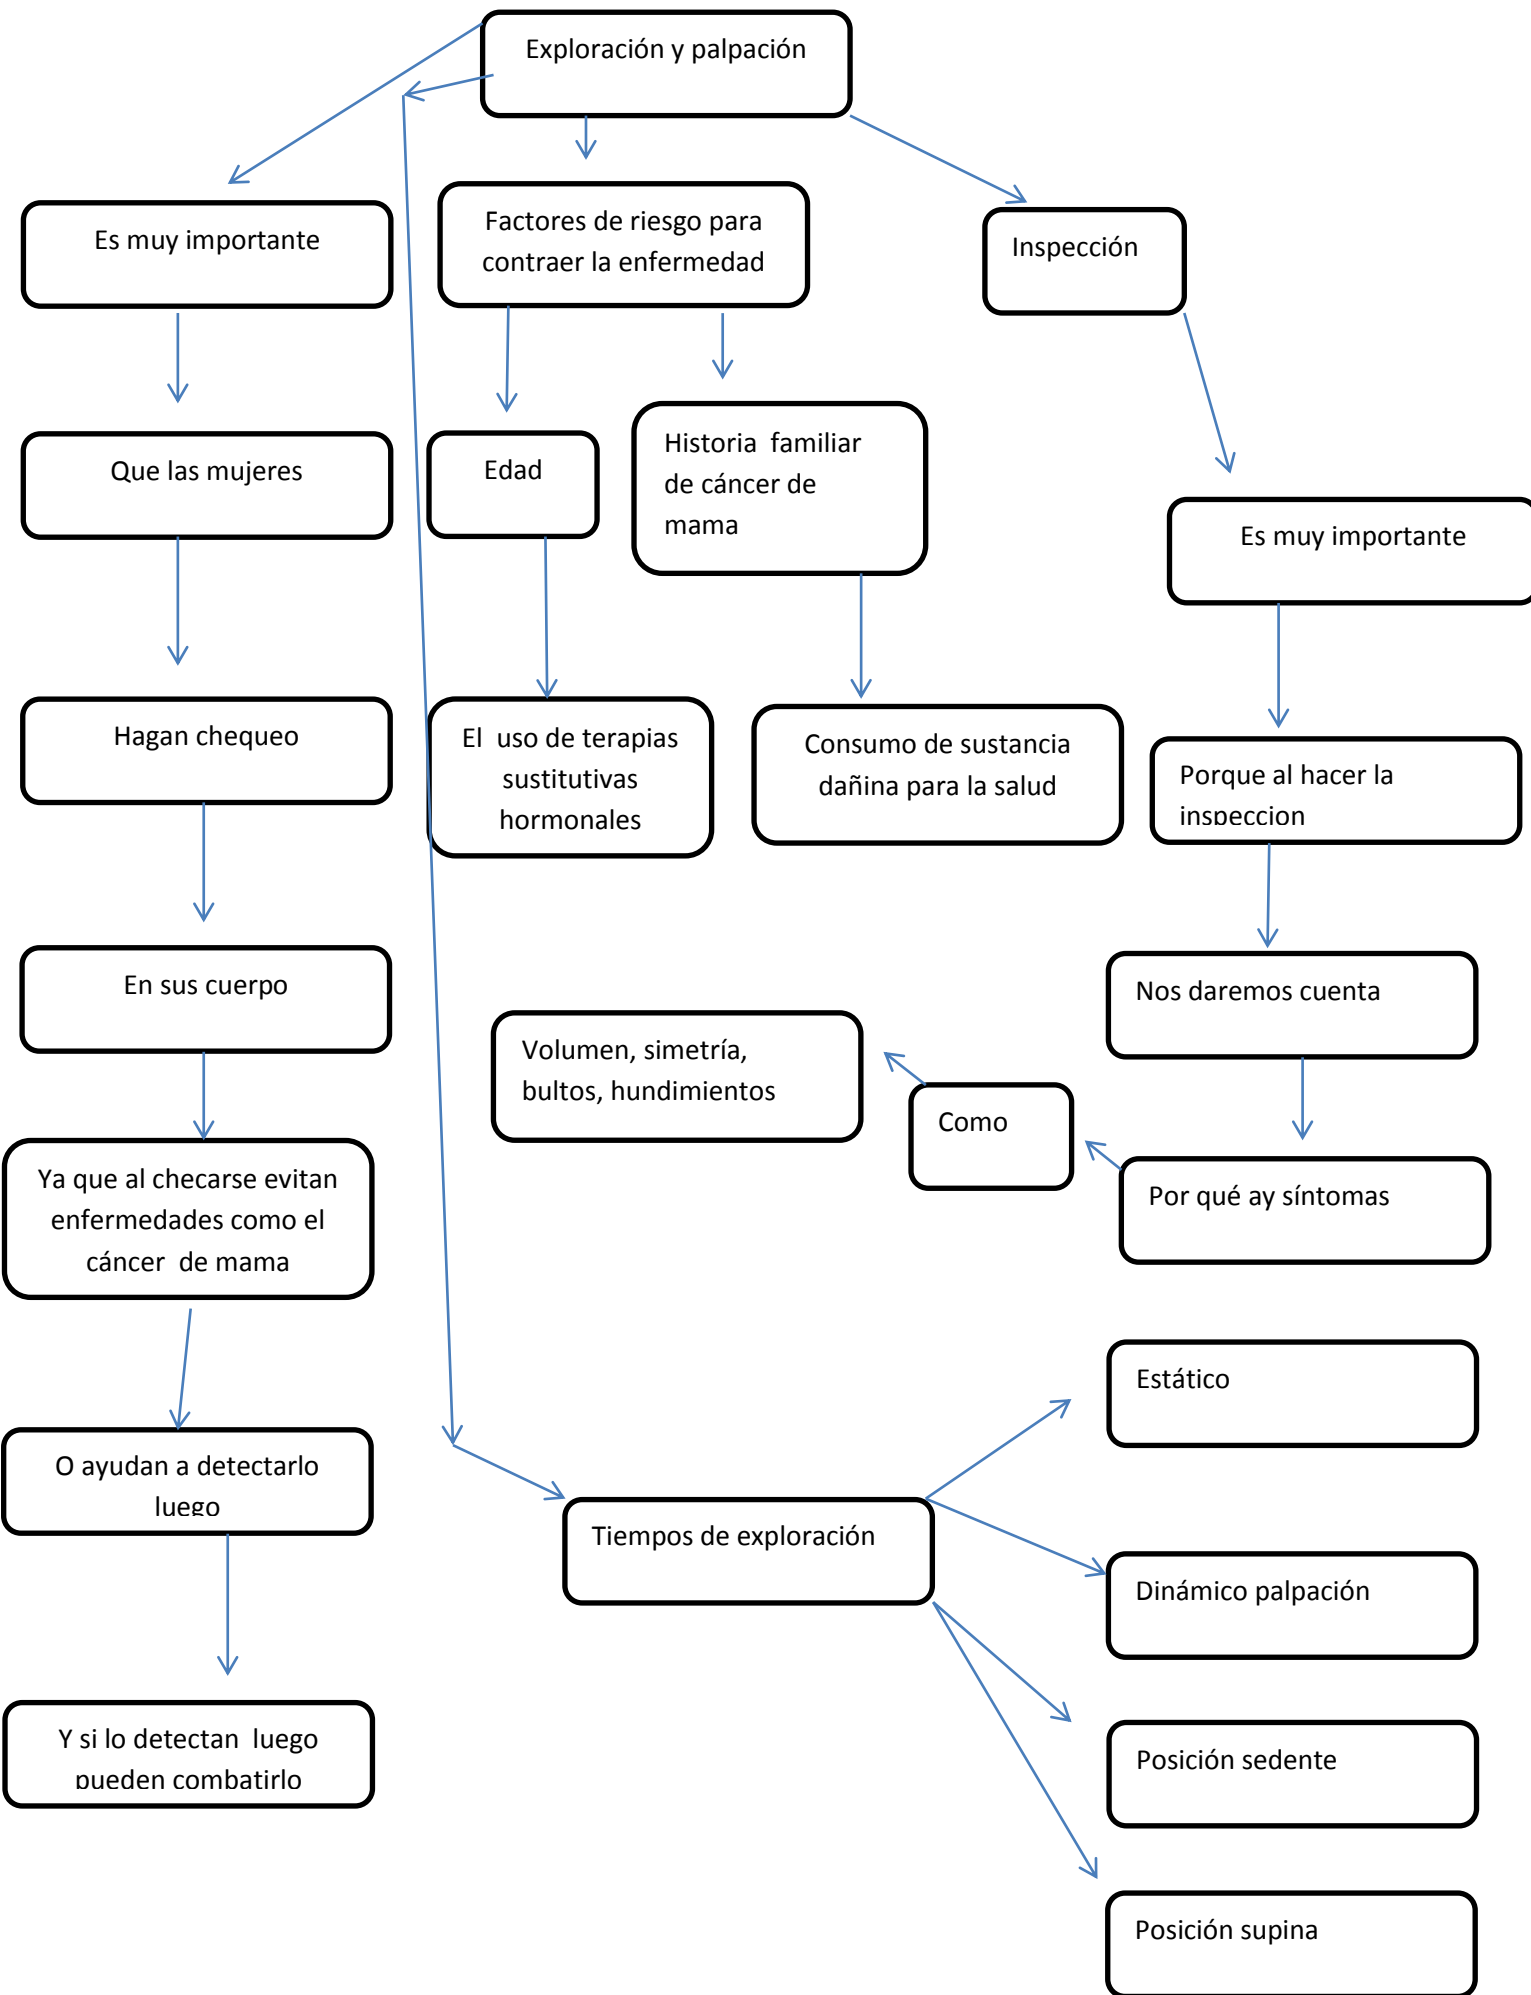 Exploración y palpación
Es muy importante
Factores de riesgo para
contraer la enfermedad
Inspección
Que las mujeres
Edad
Historia familiar
de cáncer de
mama
Es muy importante
Hagan chequeo
El uso de terapias
sustitutivas
hormonales
Consumo de sustancia
dañina para la salud
Porque al hacer la
inspeccion
En sus cuerpo
Nos daremos cuenta
Volumen, simetría,
bultos, hundimientos
Como
Por qué ay síntomas
Ya que al checarse evitan
enfermedades como el
cáncer de mama
Estático
O ayudan a detectarlo
luego
Tiempos de exploración
Dinámico palpación
Y si lo detectan luego
pueden combatirlo
Posición sedente
Posición supina